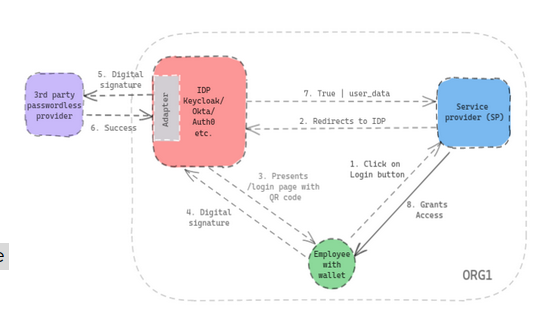 5. Digital
signature
3rd party
passwordless
provider
6. Success
Adapter
IDP
Keycloak/
Okta/
Auth0
etc.
7. True | user_data
2. Redirects to IDP
Service
provider (SP)
1. Click on
Login button
3. Presents
/login page with
QR code
4. Digital
signature
8. Grants
Access
Employee
with
wallet
ORG1
e